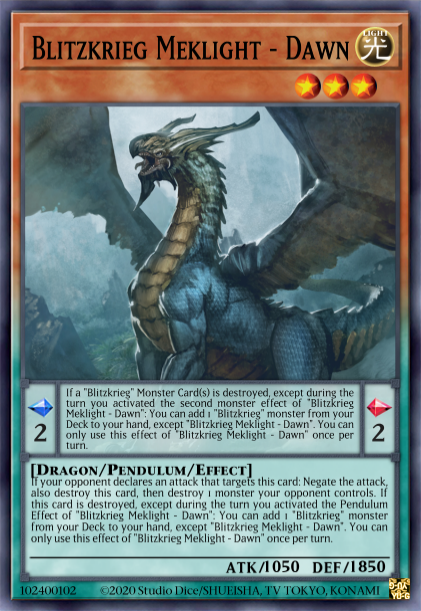 Blitzkrieg Meklight - Dawn
LIGHT
光
If a "Blitzkrieg" Monster Card(s) is destroyed, except during the
turn you activated the second monster effect of "Blitzkrieg
Meklight - Dawn": You can add 1 "Blitzkrieg" monster from your
Deck to your hand, except "Blitzkrieg Meklight - Dawn". You can
only use this effect of "Blitzkrieg Meklight - Dawn" once per
turn.
2
2
[Dragon/Pendulum/Effect]
If your opponent declares an attack that targets this card: Negate the attack,
also destroy this card, then destroy 1 monster your opponent controls. If
this card is destroyed, except during the turn you activated the Pendulum
Effect of "Blitzkrieg Meklight - Dawn": You can add 1 "Blitzkrieg"
monster from your Deck to your hand, except "Blitzkrieg Meklight - Dawn". You can
only use this effect of "Blitzkrieg Meklight - Dawn" once per turn.
ATK/1050 DEF/1850
102400102 ©2020 Studio Dice/SHUEISHA, TV TOKYO, KONAMI